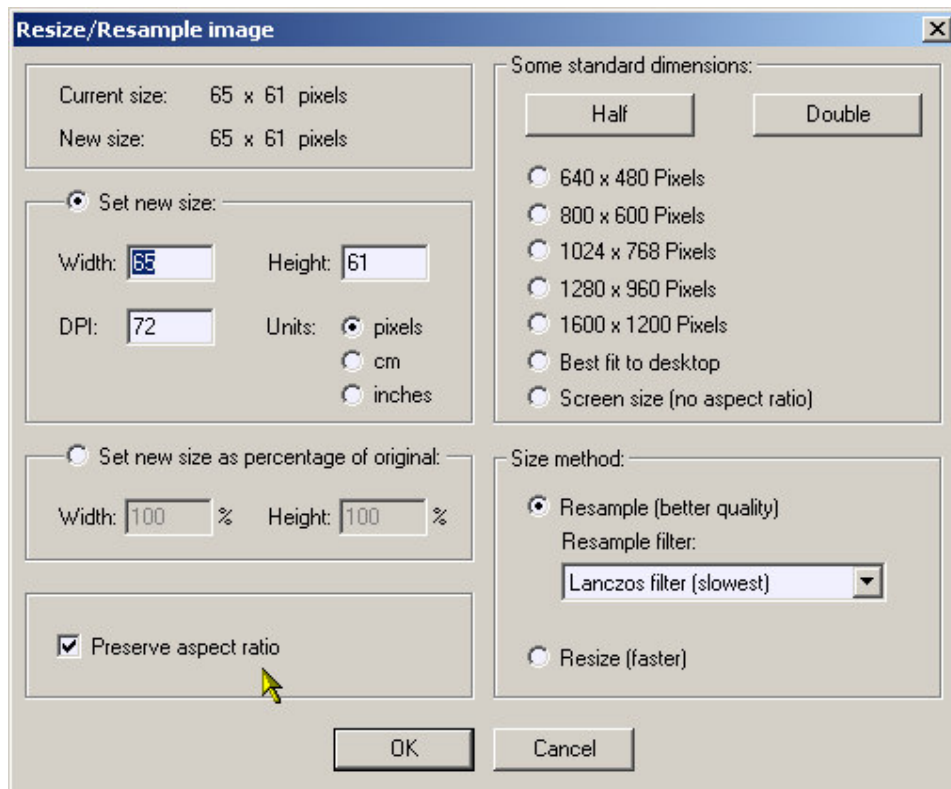 Resize/Resample image
Current size: 65 x 61 pixels
New size: 65 x 61 pixels
Set new size:
Width: 65 Height: 61
DPI: 72 Units: pixels
cm
inches
Set new size as percentage of original:
Width: 100 % Height: 100 %
Preserve aspect ratio
Some standard dimensions:
Half Double
640 x 480 Pixels
800 x 600 Pixels
1024 x 768 Pixels
1280 x 960 Pixels
1600 x 1200 Pixels
Best fit to desktop
Screen size (no aspect ratio)
Size method:
Resample (better quality)
Resample filter:
Lanczos filter (slowest)
Resize (faster)
OK Cancel